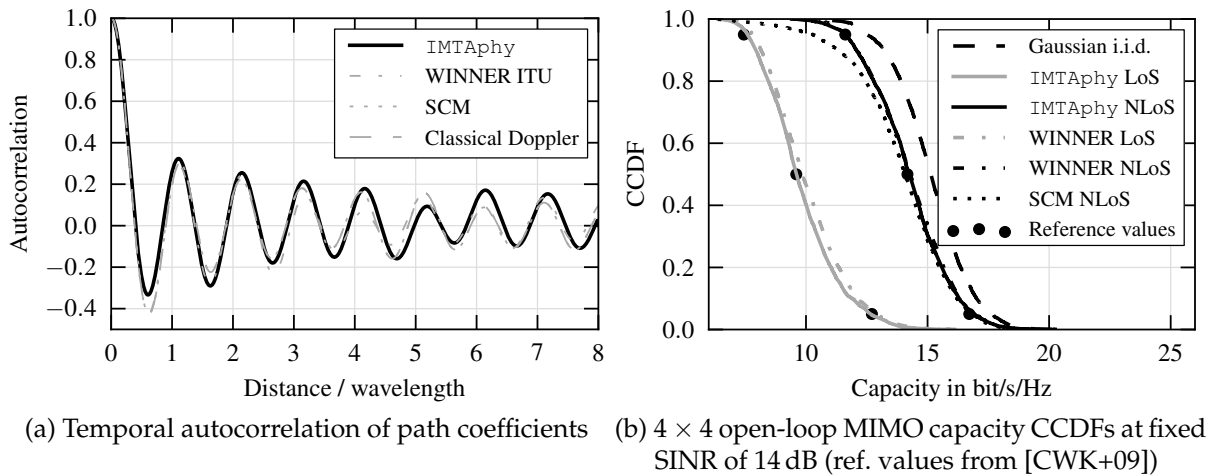 1.0
0.8
0.6
0.4
0.2
0.0
−0.2
−0.4
Autocorrelation
IMTAphy
WINNER ITU
SCM
Classical Doppler
0 1 2 3 4 5 6 7 8
Distance / wavelength
(a) Temporal autocorrelation of path coefficients
1.0
0.8
0.6
0.4
0.2
0.0
CCDF
Gaussian i.i.d.
IMTAphy LoS
IMTAphy NLoS
WINNER LoS
WINNER NLoS
SCM NLoS
Reference values
10 15 20 25
Capacity in bit/s/Hz
(b) 4 × 4 open-loop MIMO capacity CCDFs at fixed
SINR of 14 dB (ref. values from [CWK+09])